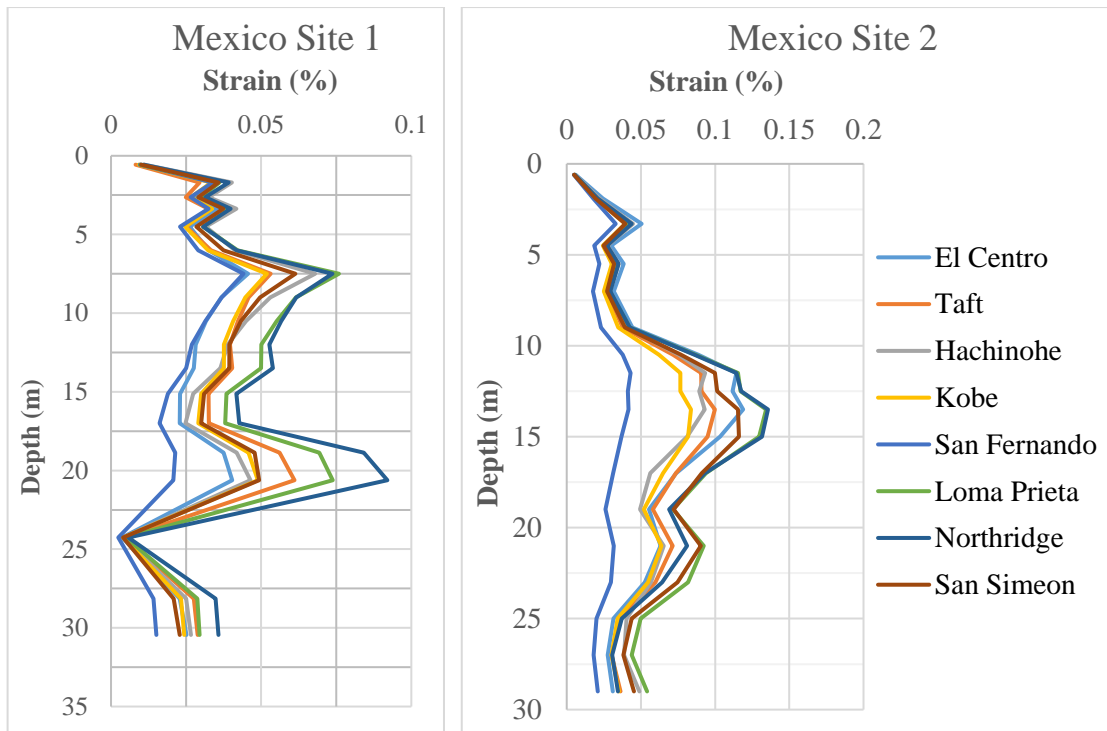 Mexico Site 1
Strain (%)
0 0.05 0.1
0
5
10
15
20
25
30
35
Depth (m)
Mexico Site 2
Strain (%)
0 0.05 0.1 0.15 0.2
0
5
10
15
20
25
30
Depth (m)
El Centro
Taft
Hachinohe
Kobe
San Fernando
Loma Prieta
Northridge
San Simeon